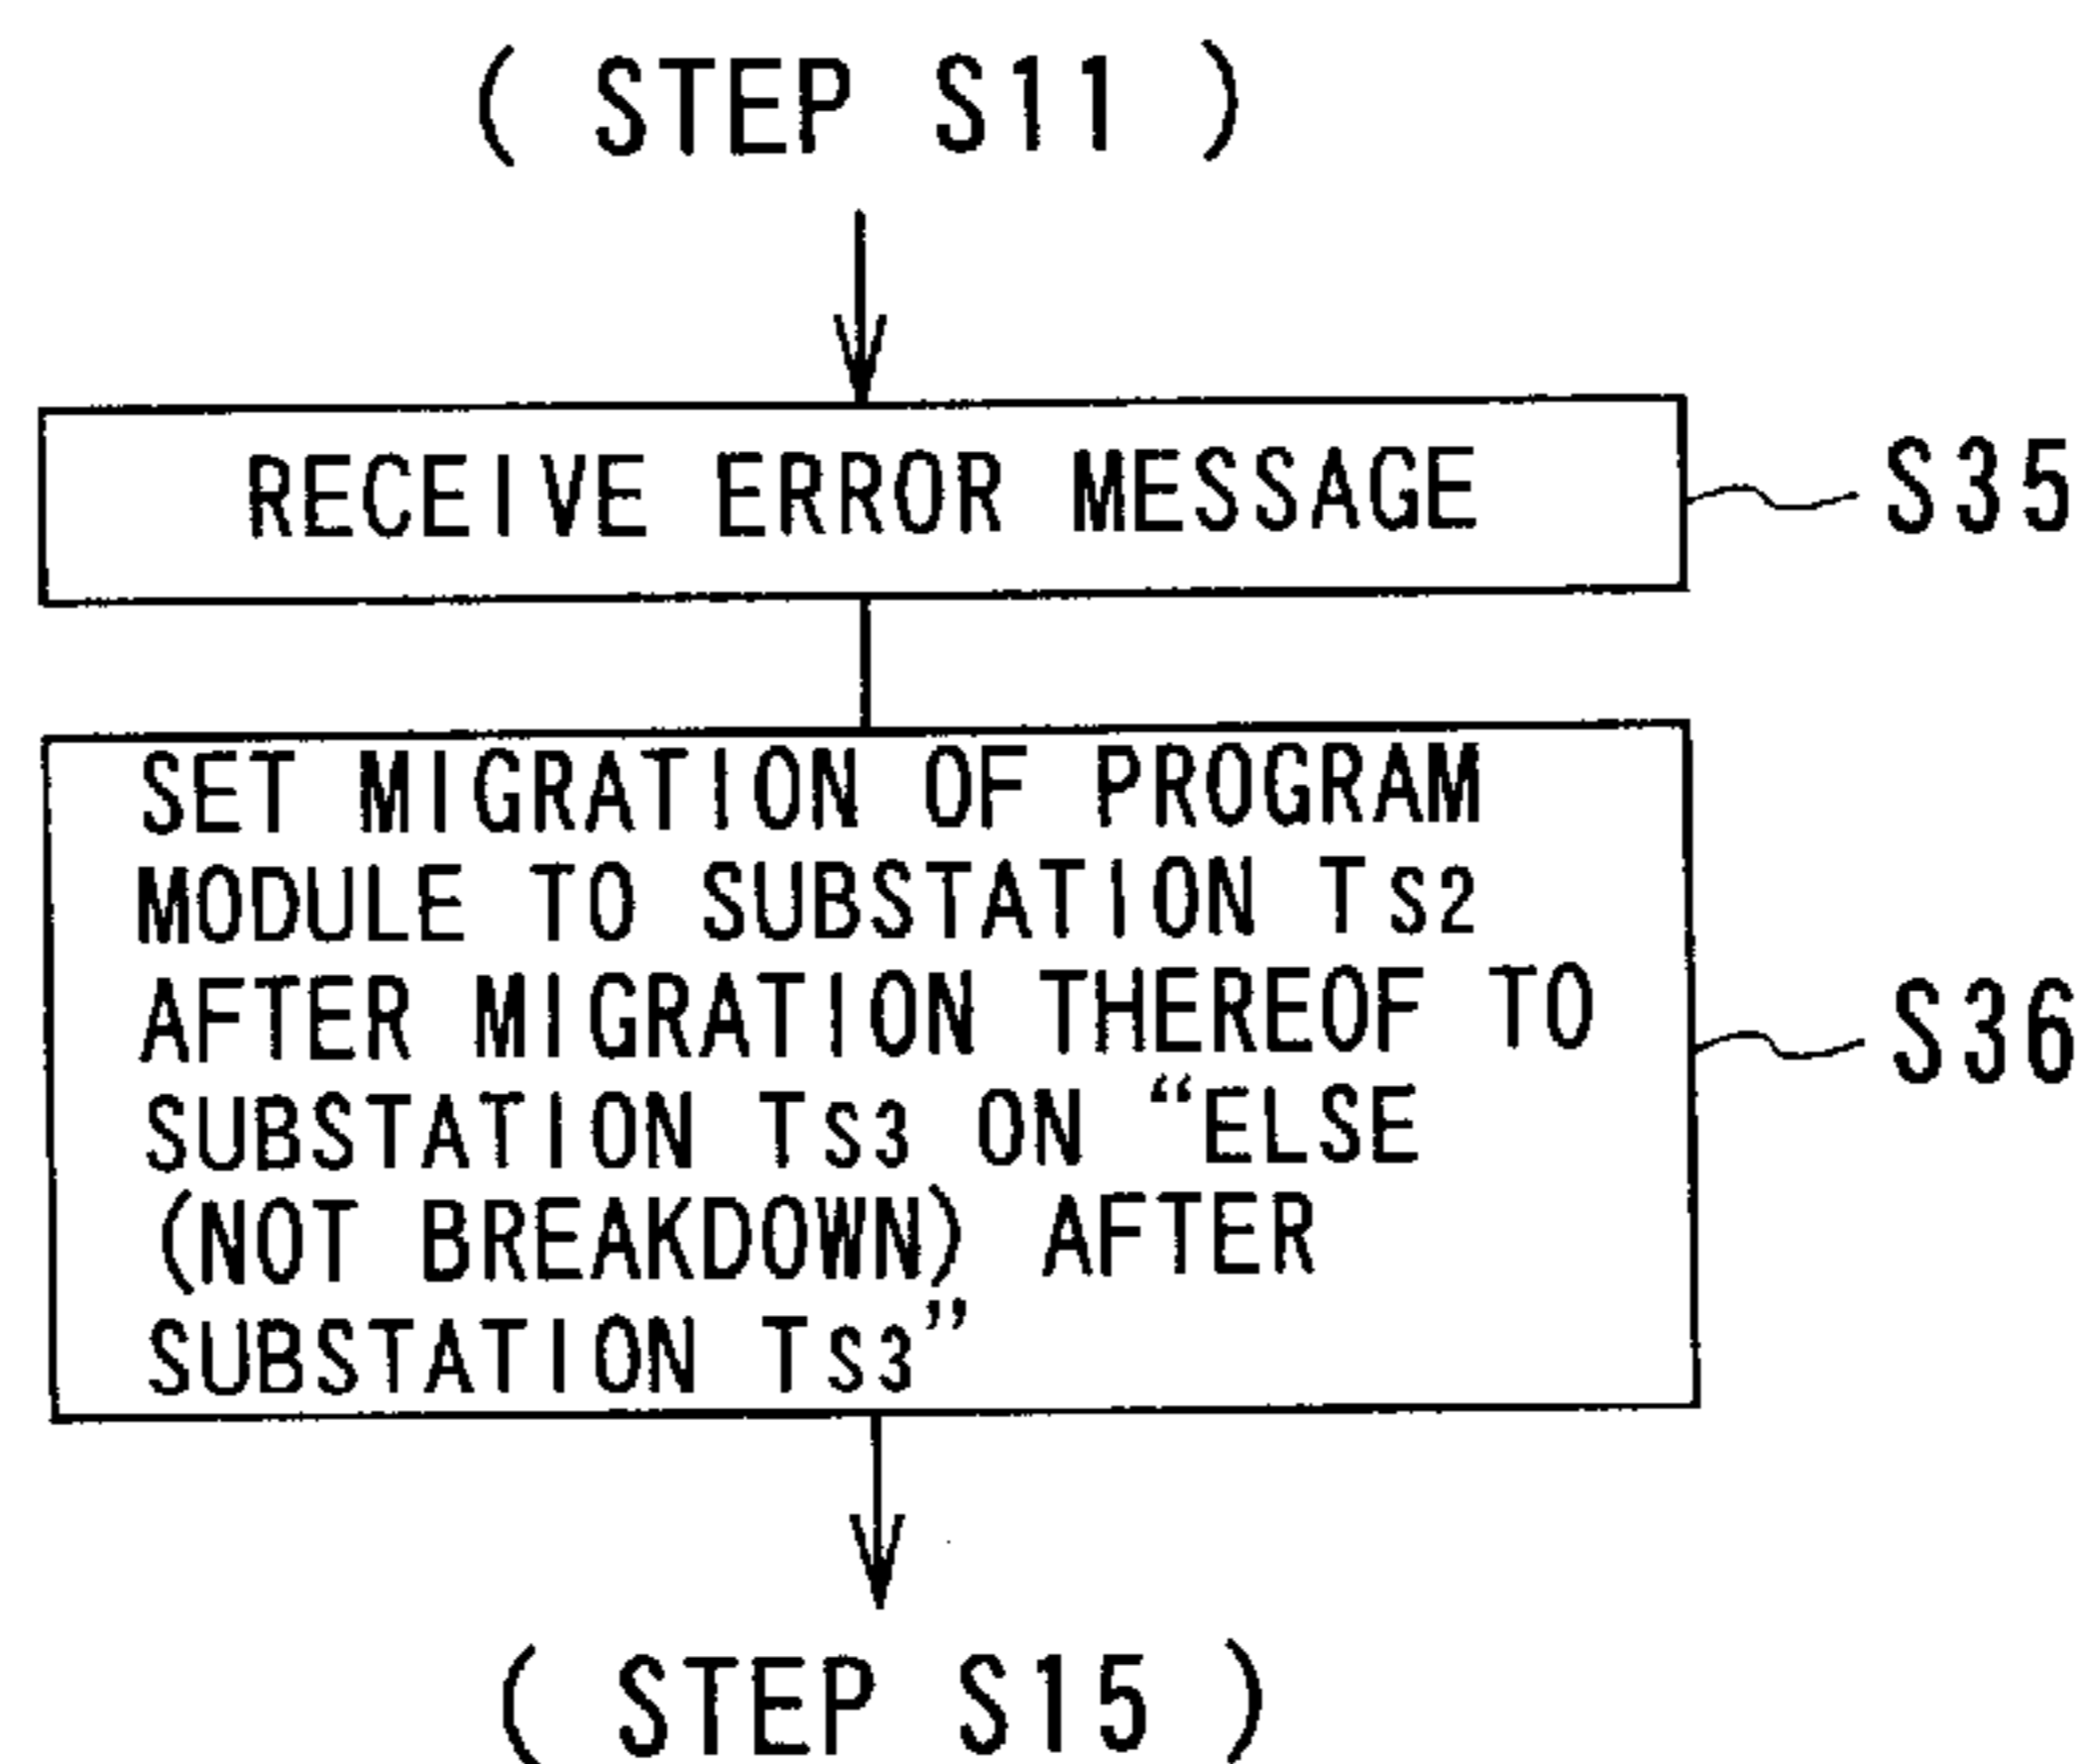 ( STEP S11 )
RECEIVE ERROR MESSAGE
S35
SET MIGRATION OF PROGRAM
MODULE TO SUBSTATION Ts2
AFTER MIGRATION THEREOF TO
SUBSTATION Ts3 ON “ELSE
(NOT BREAKDOWN) AFTER
SUBSTATION Ts3”
S36
( STEP S15 )